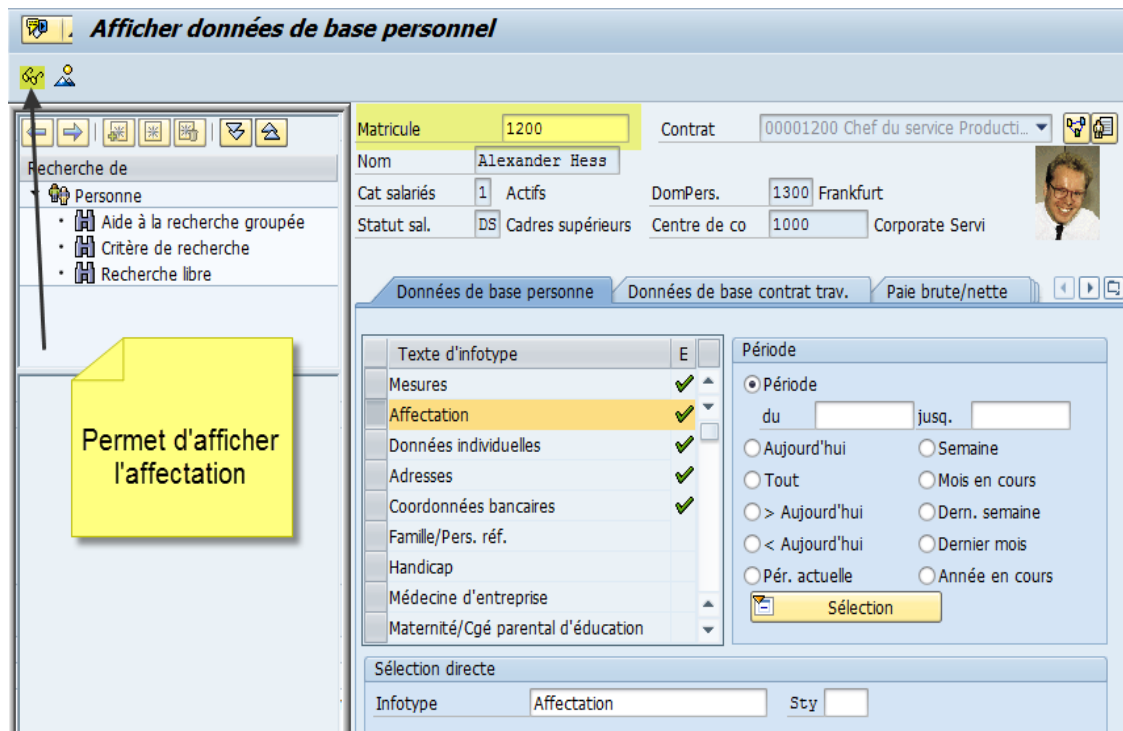 Afficher données de base personnel
Matricule 1200 Contrat 00001200 Chef du service Producti...
Recherche de
Nom Alexander Hess
Personne
Cat salariés 1 Actifs DomPers. 1300 Frankfurt
Aide à la recherche groupée
Statut sal. DS Cadres supérieurs Centre de co 1000 Corporate Servi
Critère de recherche
Recherche libre
Données de base personne Données de base contrat trav. Paie brute/nette
Texte d'infotype E
Mesures
Affectation
Données individuelles
Adresses
Coordonnées bancaires
Famille/Pers. réf.
Handicap
Médecine d'entreprise
Maternité/Cgé parental d'éducation
Période
Période
du jusq.
Aujourd'hui Semaine
Tout Mois en cours
> Aujourd'hui Dern. semaine
< Aujourd'hui Dernier mois
Pér. actuelle Année en cours
Sélection
Permet d'afficher
l'affectation
Sélection directe
Infotype Affectation Sty